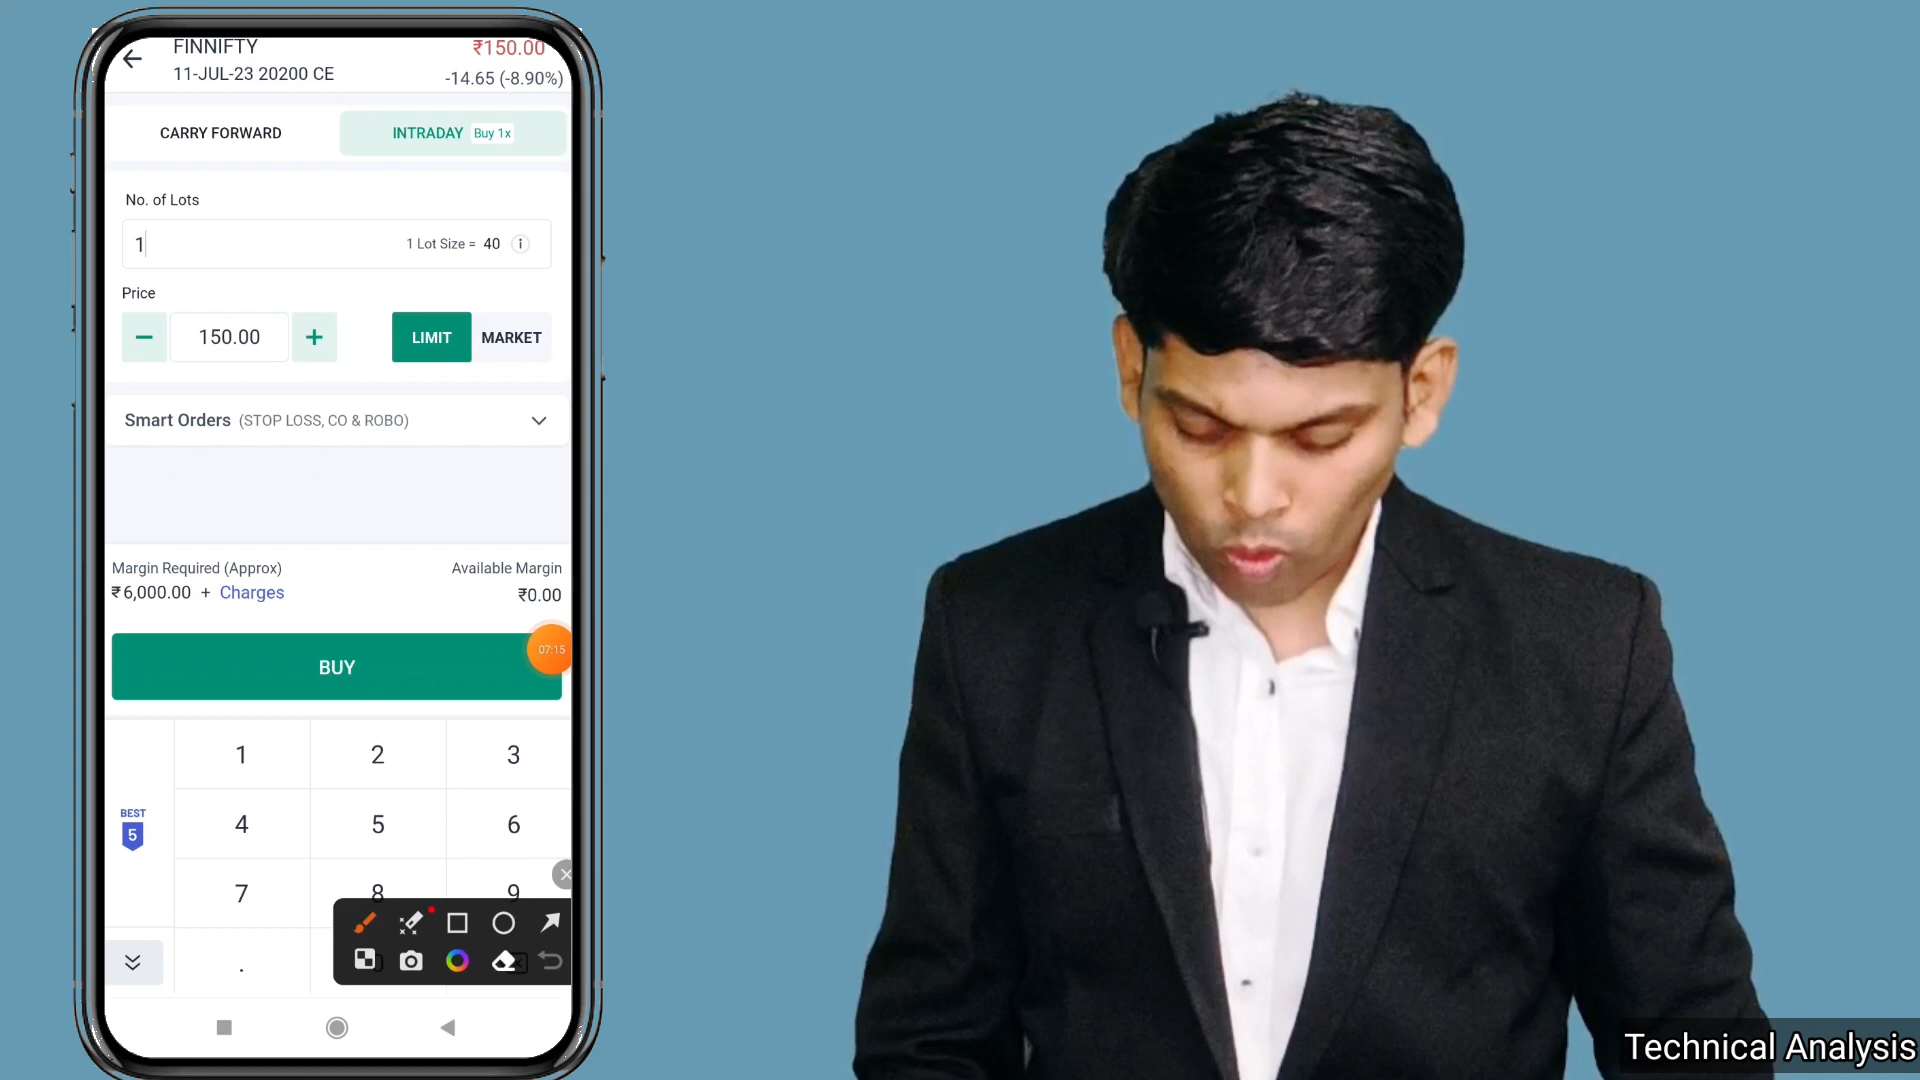 FINNIFTY
₹150.00
11-JUL-23 20200 CE
-14.65 (-8.90%)
CARRY FORWARD
INTRADAY Buy 1x
No. of Lots
1
1 Lot Size = 40
Price
150.00
LIMIT
MARKET
Smart Orders (STOP LOSS, CO & ROBO)
Margin Required (Approx)
Available Margin
₹6,000.00 + Charges
₹0.00
BUY
07:15
1
2
3
BEST
5
4
5
6
7
8
9
.
Technical Analysis